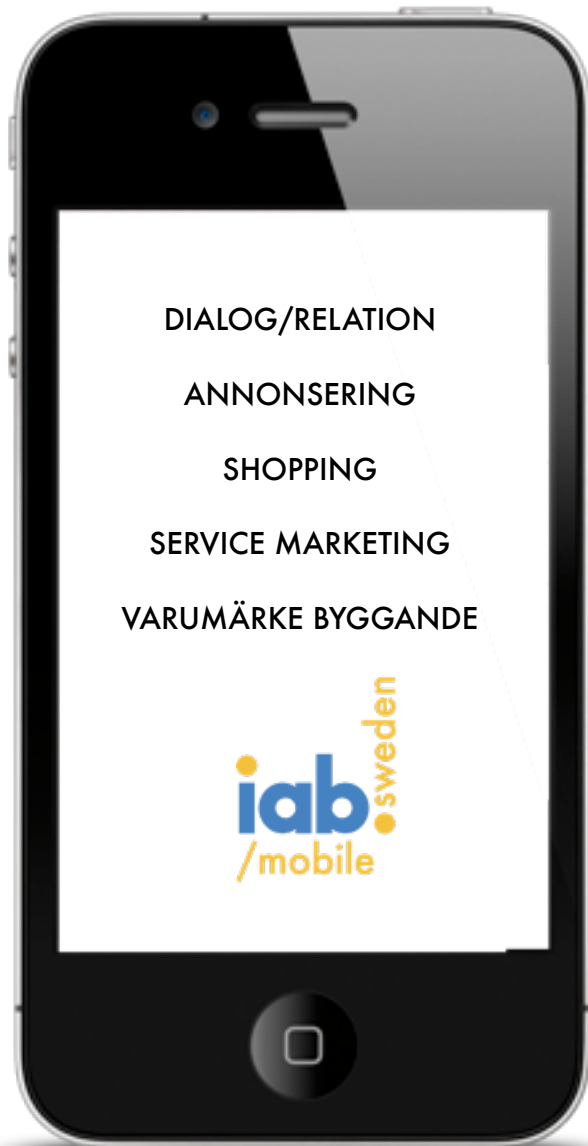 DIALOG/RELATION
ANNONSERING
SHOPPING
SERVICE MARKETING
VARUMÄRKE BYGGANDE
iab.sweden
/mobile